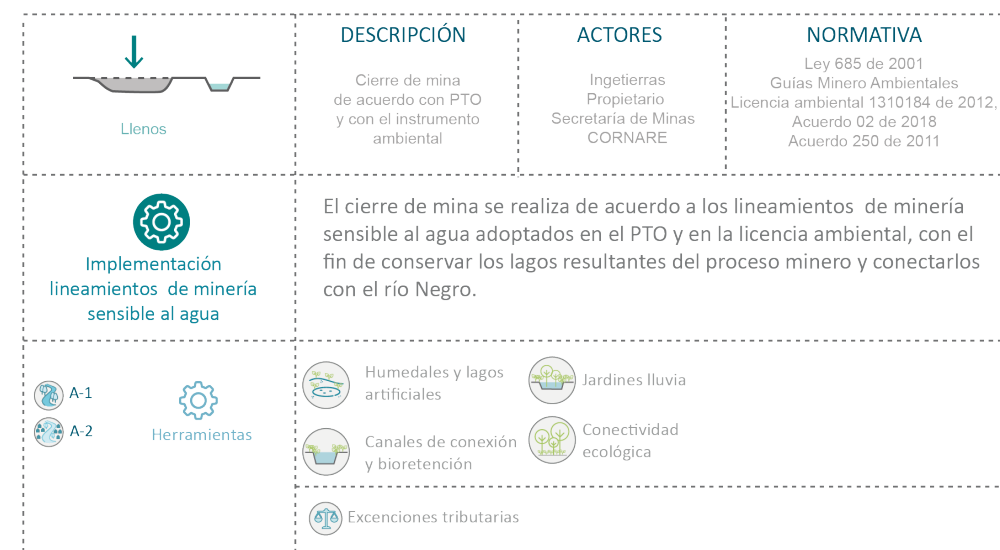 DESCRIPCIÓN
ACTORES
NORMATIVA
Llenos
Cierre de mina
de acuerdo con PTO
y con el instrumento
ambiental
Ingetierras
Propietario
Secretaría de Minas
CORNARE
Ley 685 de 2001
Guías Minero Ambientales
Licencia ambiental 1310184 de 2012,
Acuerdo 02 de 2018
Acuerdo 250 de 2011
Implementación
lineamientos de minería
sensible al agua
El cierre de mina se realiza de acuerdo a los lineamientos de minería
sensible al agua adoptados en el PTO y en la licencia ambiental, con el
fin de conservar los lagos resultantes del proceso minero y conectarlos
con el río Negro.
A-1
A-2
Herramientas
Humedales y lagos
artificiales
Jardines lluvia
Canales de conexión
y bioretención
Conectividad
ecológica
Excenciones tributarias